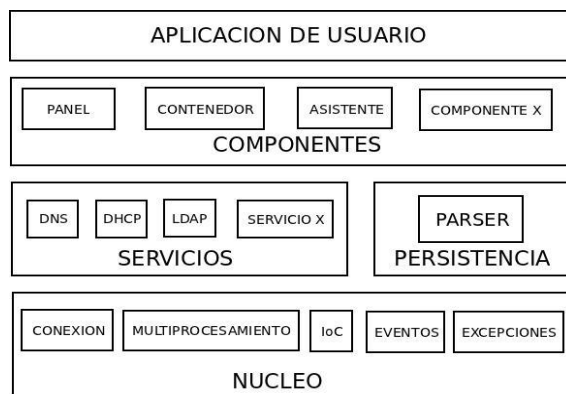 APLICACION DE USUARIO
PANEL CONTENEDOR ASISTENTE COMPONENTE X
COMPONENTES
DNS DHCP LDAP SERVICIO X
SERVICIOS
PARSER
PERSISTENCIA
CONEXION MULTIPROCESAMIENTO IoC EVENTOS EXCEPCIONES
NUCLEO